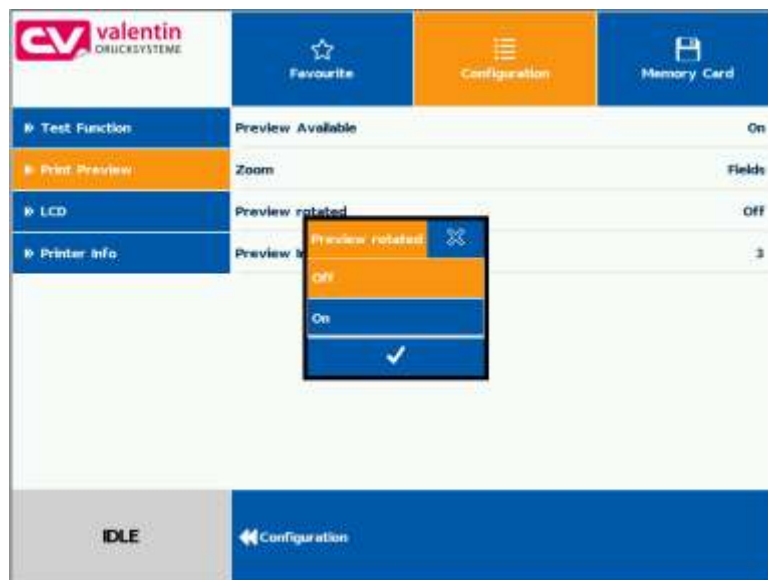 CV valentin
DRUCKSYSTEME
Favourite
Configuration
Memory Card
Test Function
Print Preview
LCD
Printer Info
Preview Available On
Zoom Fields
Preview rotated Off
Preview 3
Preview rotated
Off
On
IDLE
Configuration